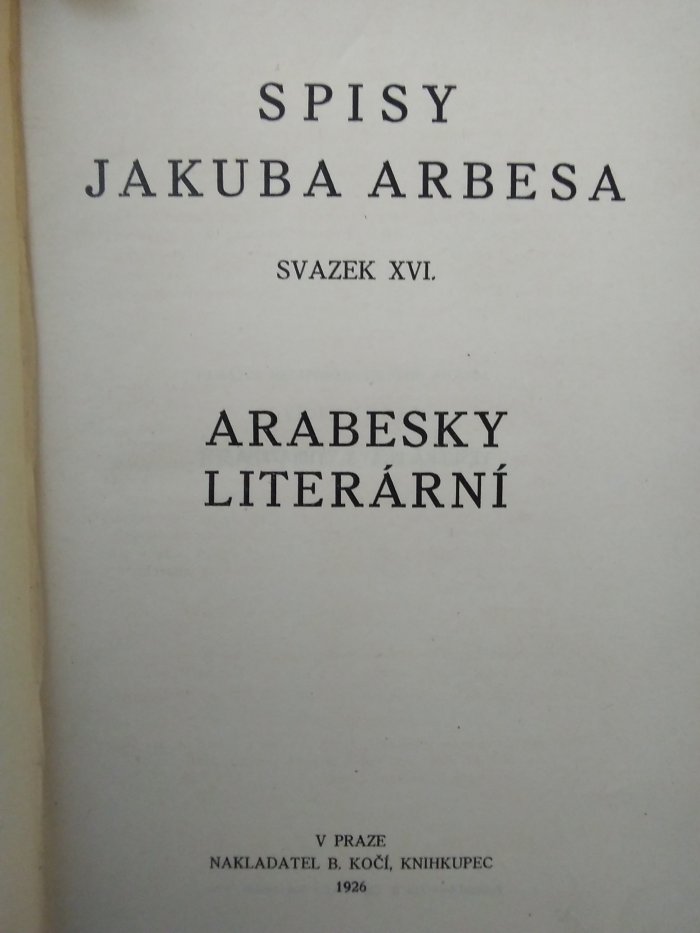 SPISY
JAKUBA ARBESA
SVAZEK XVI.
ARABESKY
LITERÁRNÍ
V PRAZE
NAKLADATEL B. KOČÍ, KNIHKUPEC
1926